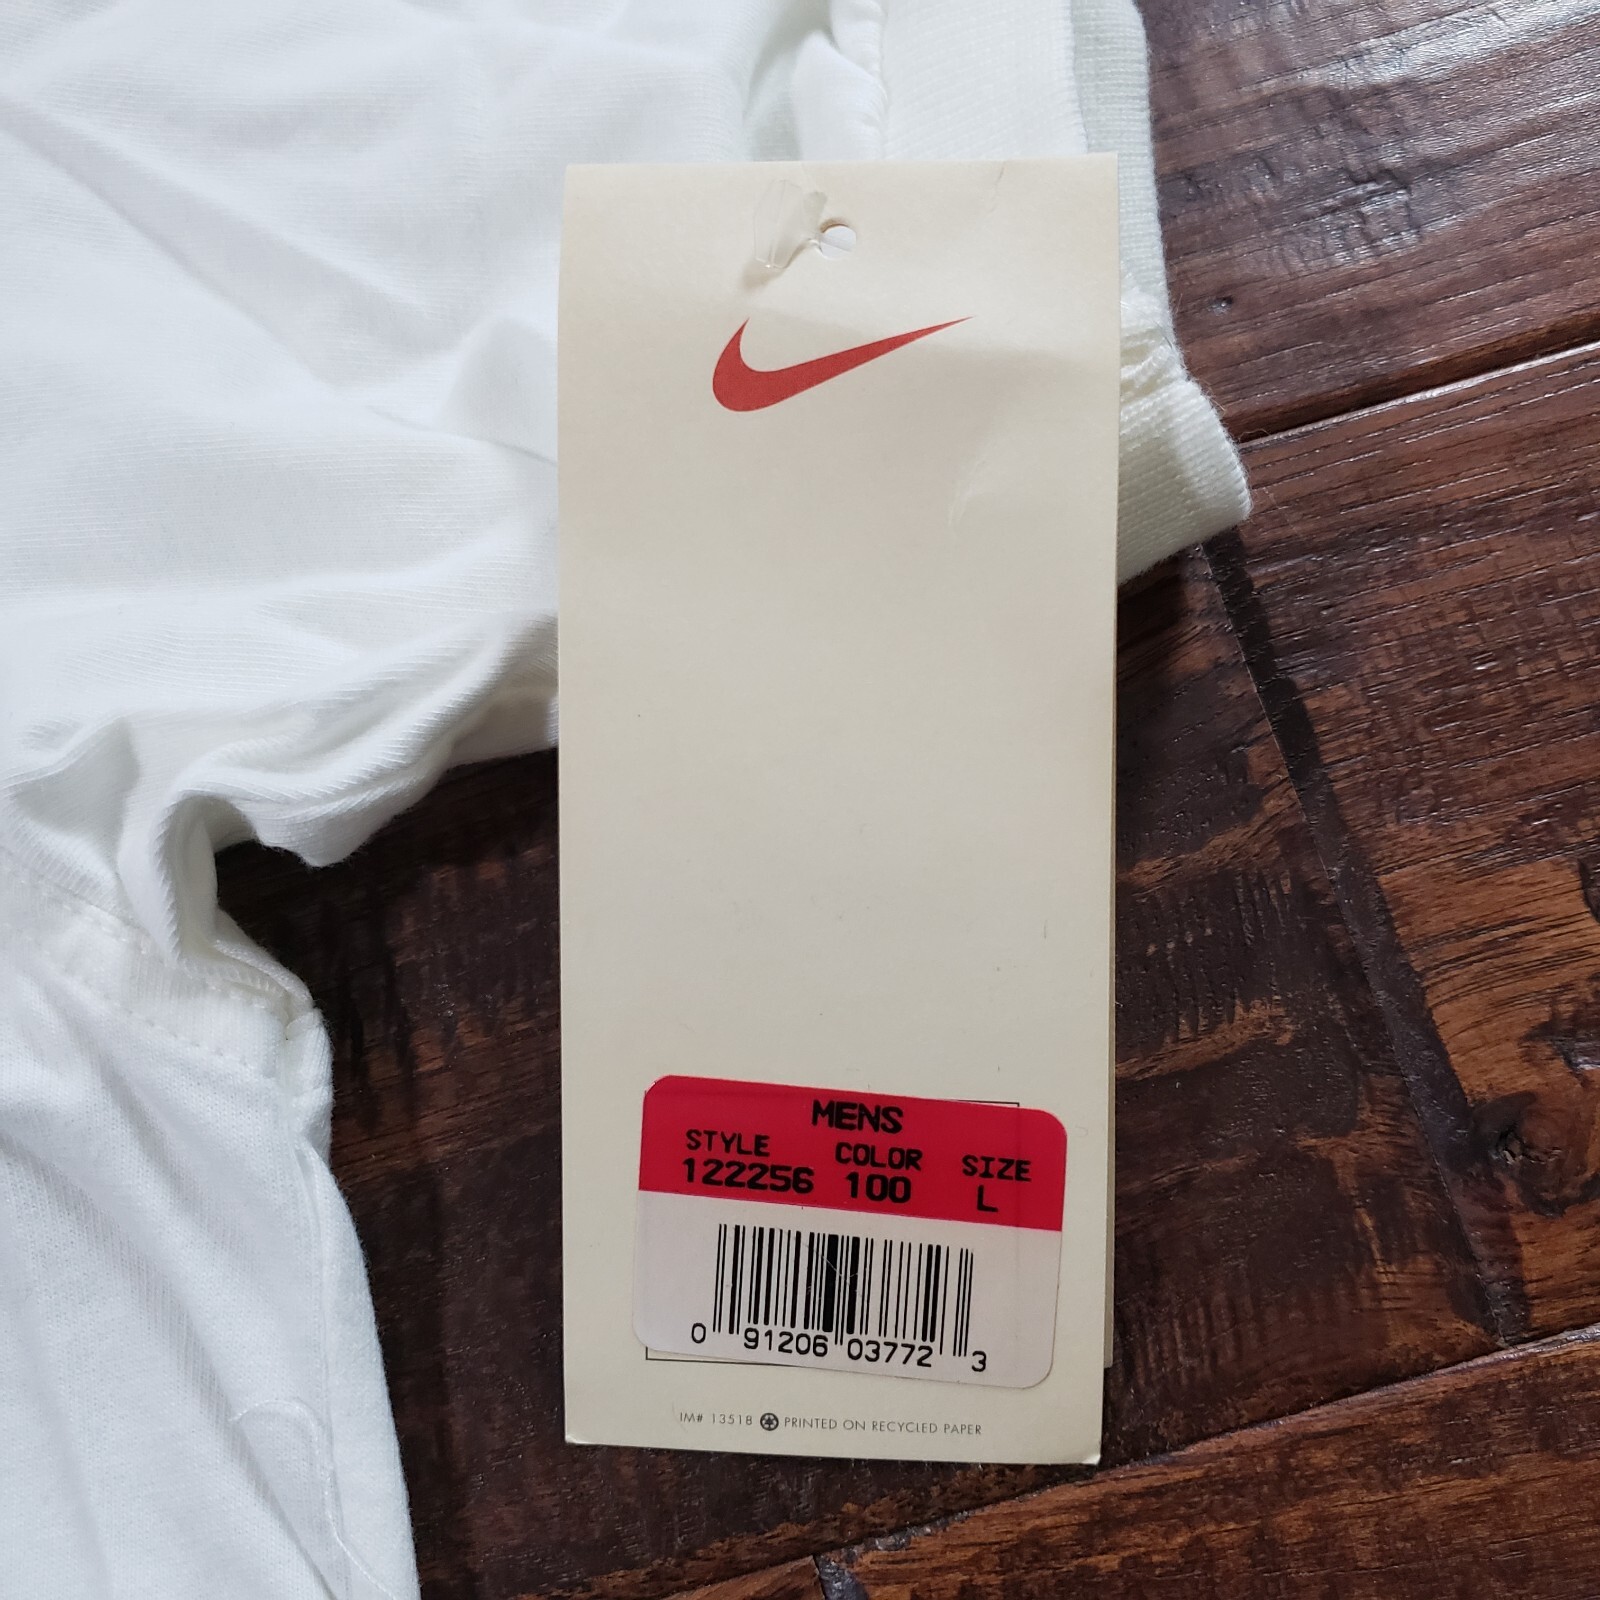 MENS
STYLE COLOR SIZE
122256 100 L
0 91206 03772 3
IM# 13518 PRINTED ON RECYCLED PAPER